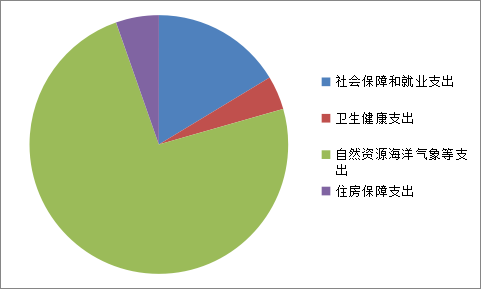 社会保障和就业支出
卫生健康支出
自然资源海洋气象等支
出
住房保障支出